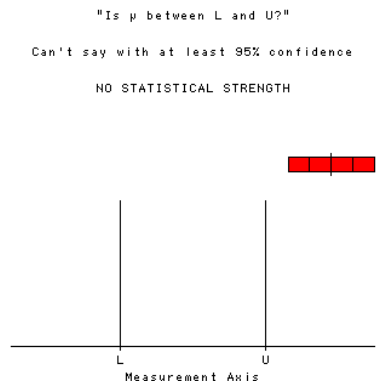 "Is µ between L and U?"
Can't say with at least 95% confidence
NO STATISTICAL STRENGTH
L U
Measurement Axis